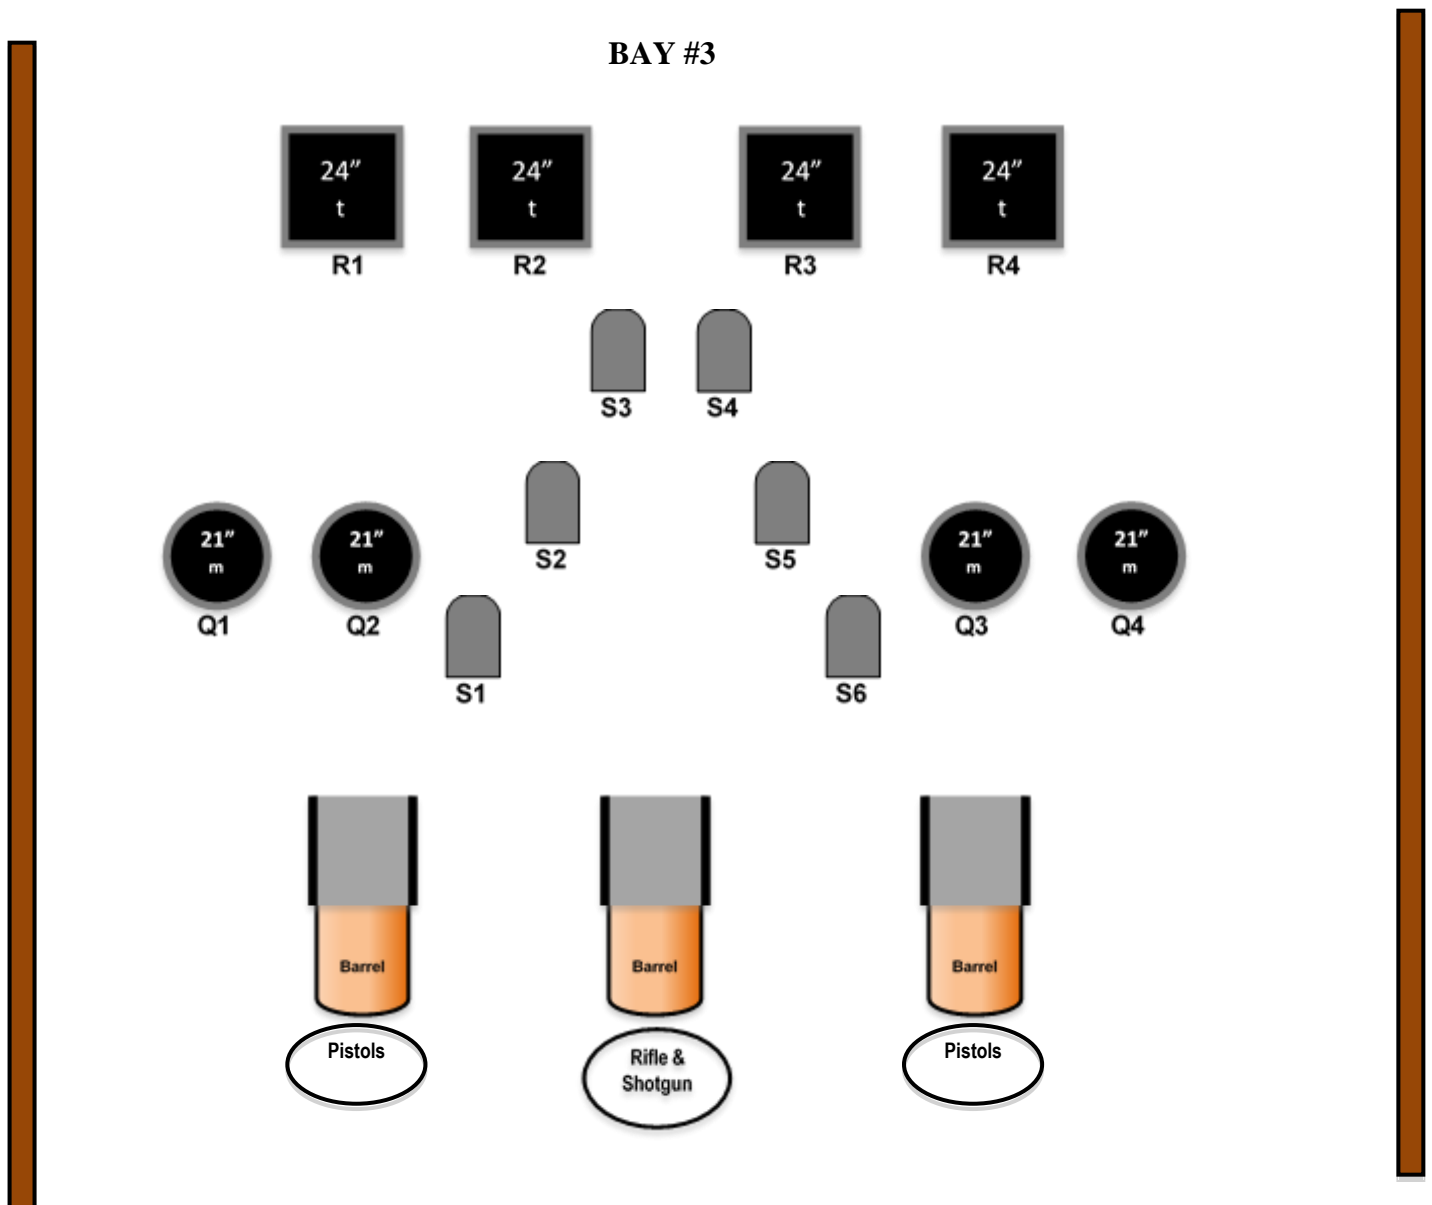 BAY #3
24”
t
24”
t
24”
t
24”
t
R1
R2
R3
R4
S3
S4
S2
S5
21”
m
21”
m
21”
m
21”
m
Q1
Q2
Q3
Q4
S1
S6
Barrel
Barrel
Barrel
Pistols
Rifle &
Shotgun
Pistols